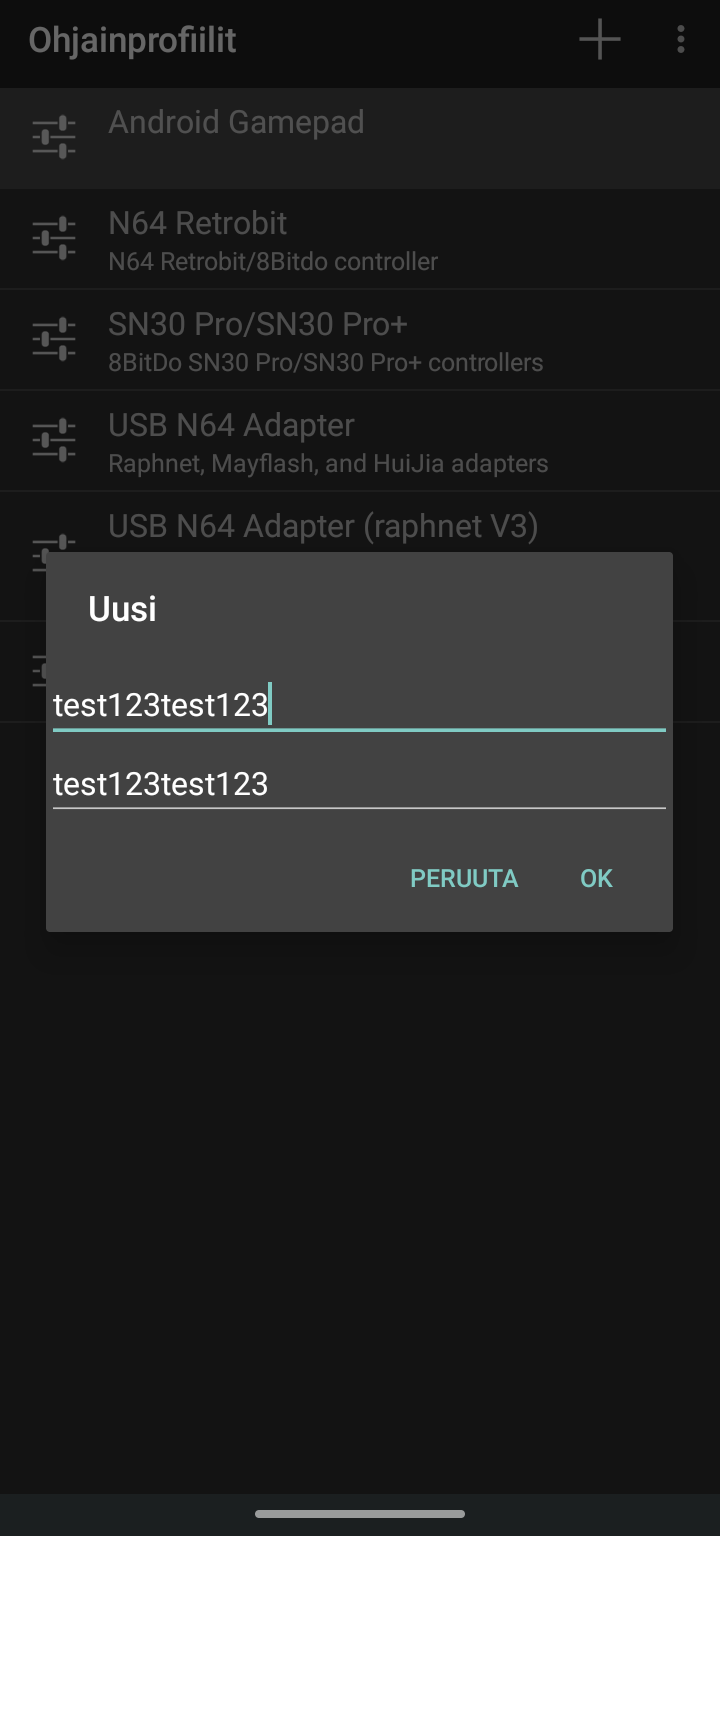 Ohjainprofiilit
Android Gamepad
N64 Retrobit
N64 Retrobit/8Bitdo controller
SN30 Pro/SN30 Pro+
8BitDo SN30 Pro/SN30 Pro+ controllers
USB N64 Adapter
Raphnet, Mayflash, and HuiJia adapters
USB N64 Adapter (raphnet V3)
Uusi
test123test123
test123test123
PERUUTA OK